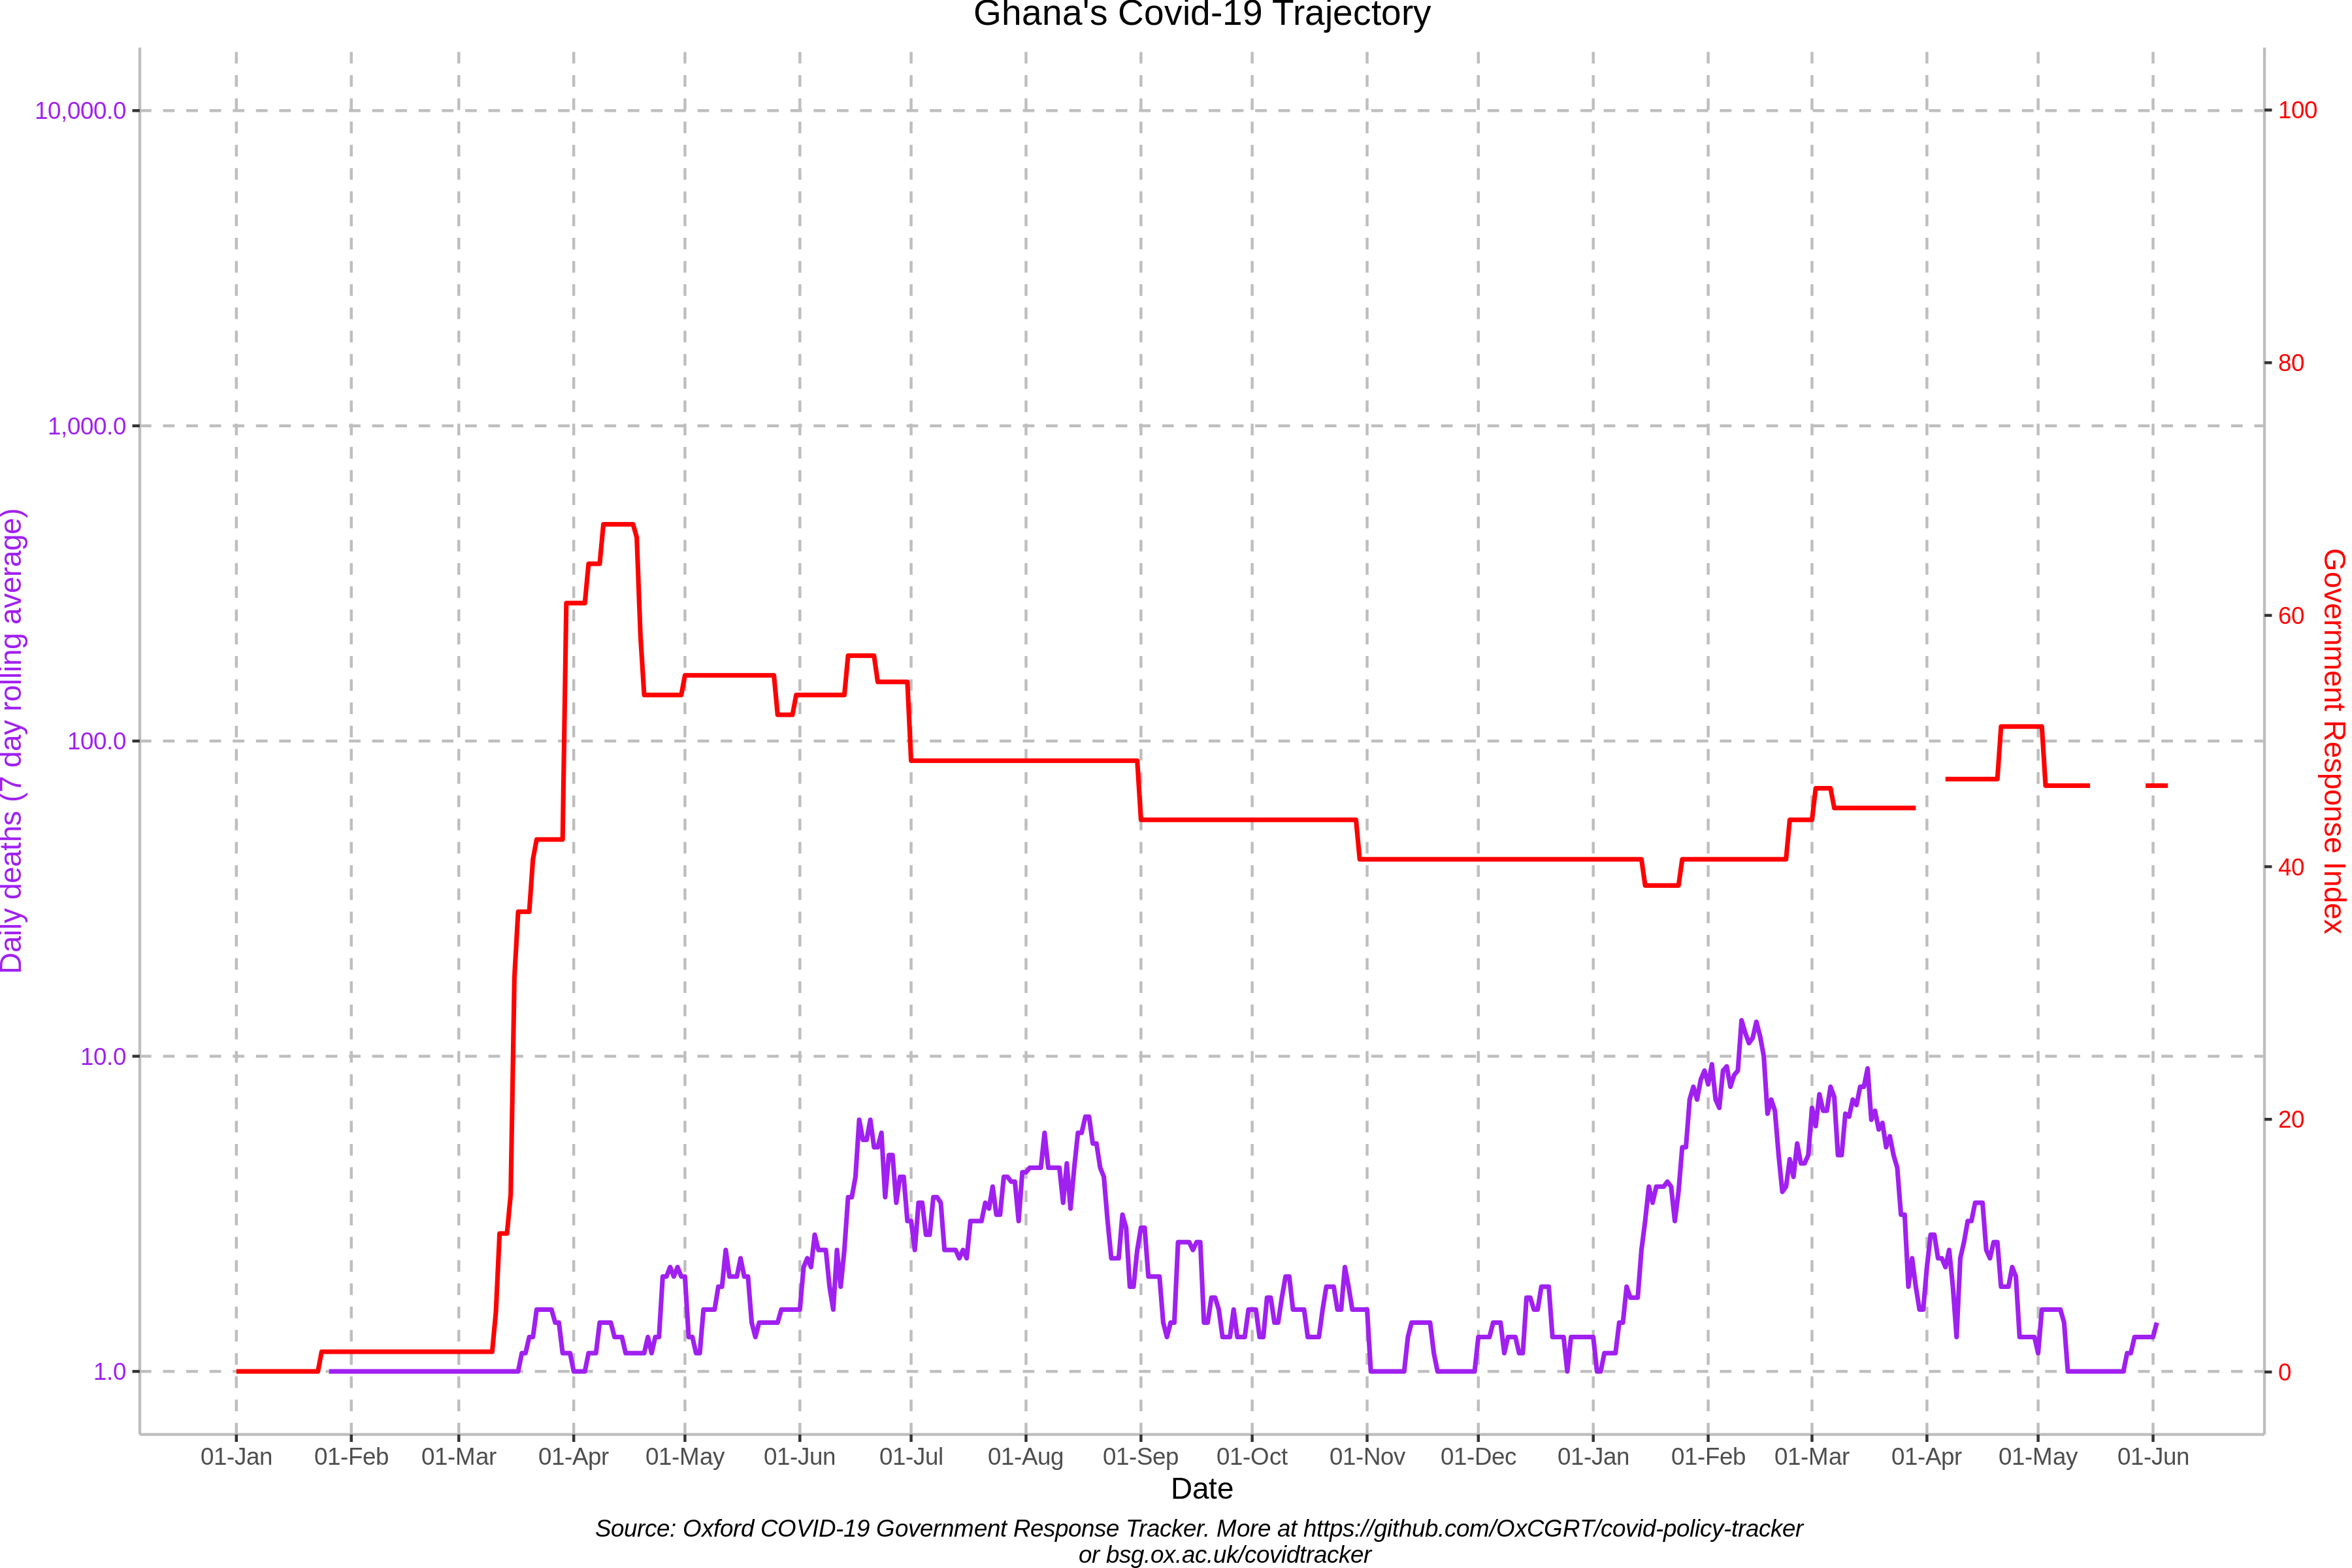 Ghana's Covid-19 Trajectory
10,000.0
1,000.0
100.0
10.0
1.0
Daily deaths (7 day rolling average)
100
80
60
40
20
0
Government Response Index
01-Jan 01-Feb 01-Mar 01-Apr 01-May 01-Jun 01-Jul 01-Aug 01-Sep 01-Oct 01-Nov 01-Dec 01-Jan 01-Feb 01-Mar 01-Apr 01-May 01-Jun
Date
Source: Oxford COVID-19 Government Response Tracker. More at https://github.com/OxCGRT/covid-policy-tracker
or bsg.ox.ac.uk/covidtracker